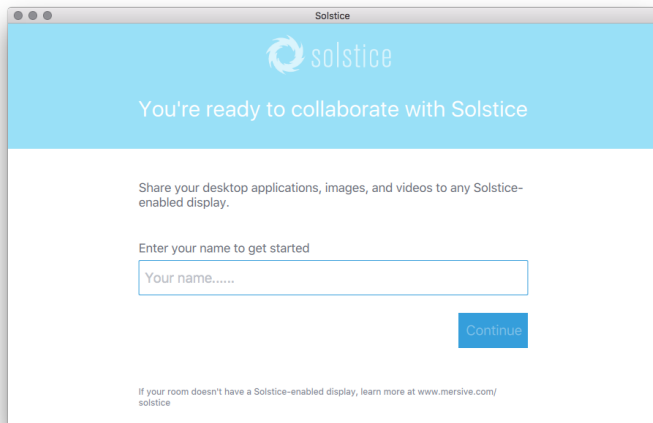 Solstice
solstice
You're ready to collaborate with Solstice
Share your desktop applications, images, and videos to any Solstice-
enabled display.
Enter your name to get started
Your name......
Continue
If your room doesn't have a Solstice-enabled display, learn more at www.mersive.com/
solstice